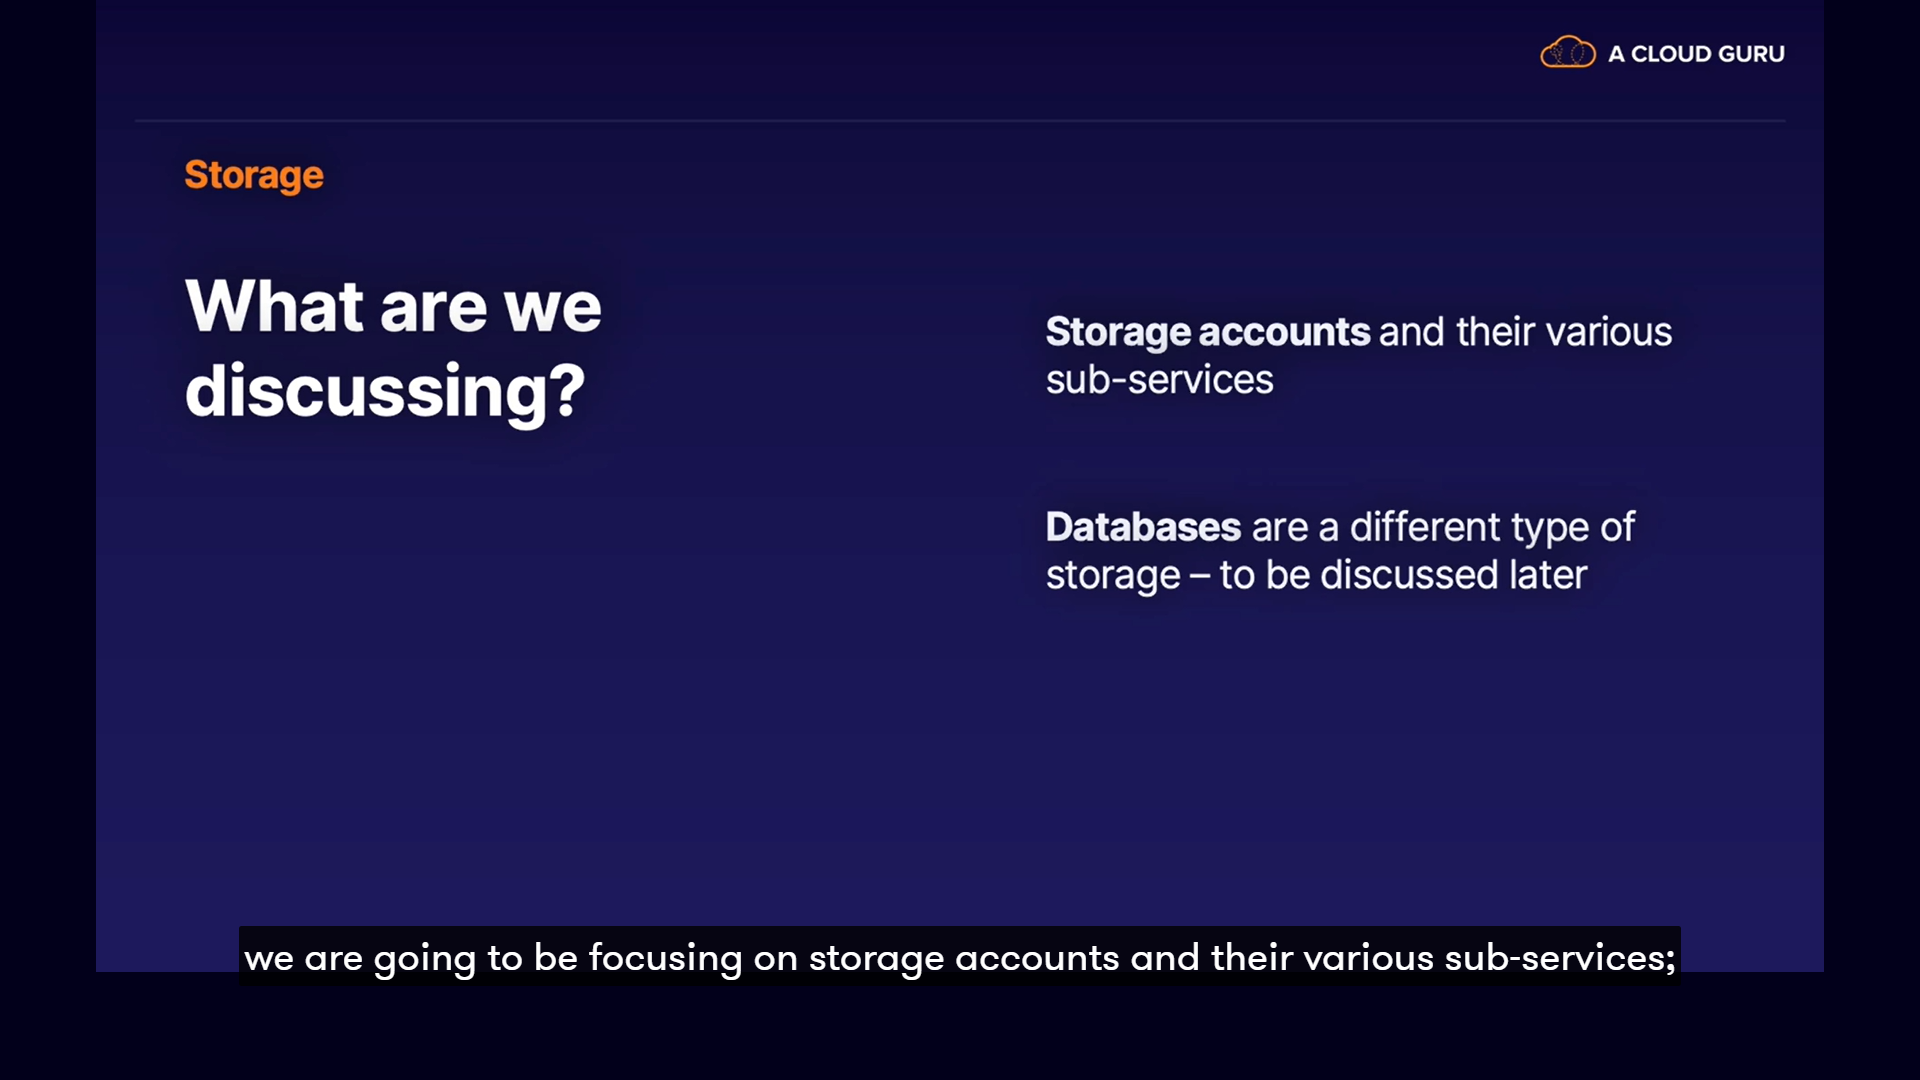 A CLOUD GURU
Storage
What are we
discussing?
Storage accounts and their various
sub-services
Databases are a different type of
storage – to be discussed later
we are going to be focusing on storage accounts and their various sub-services;